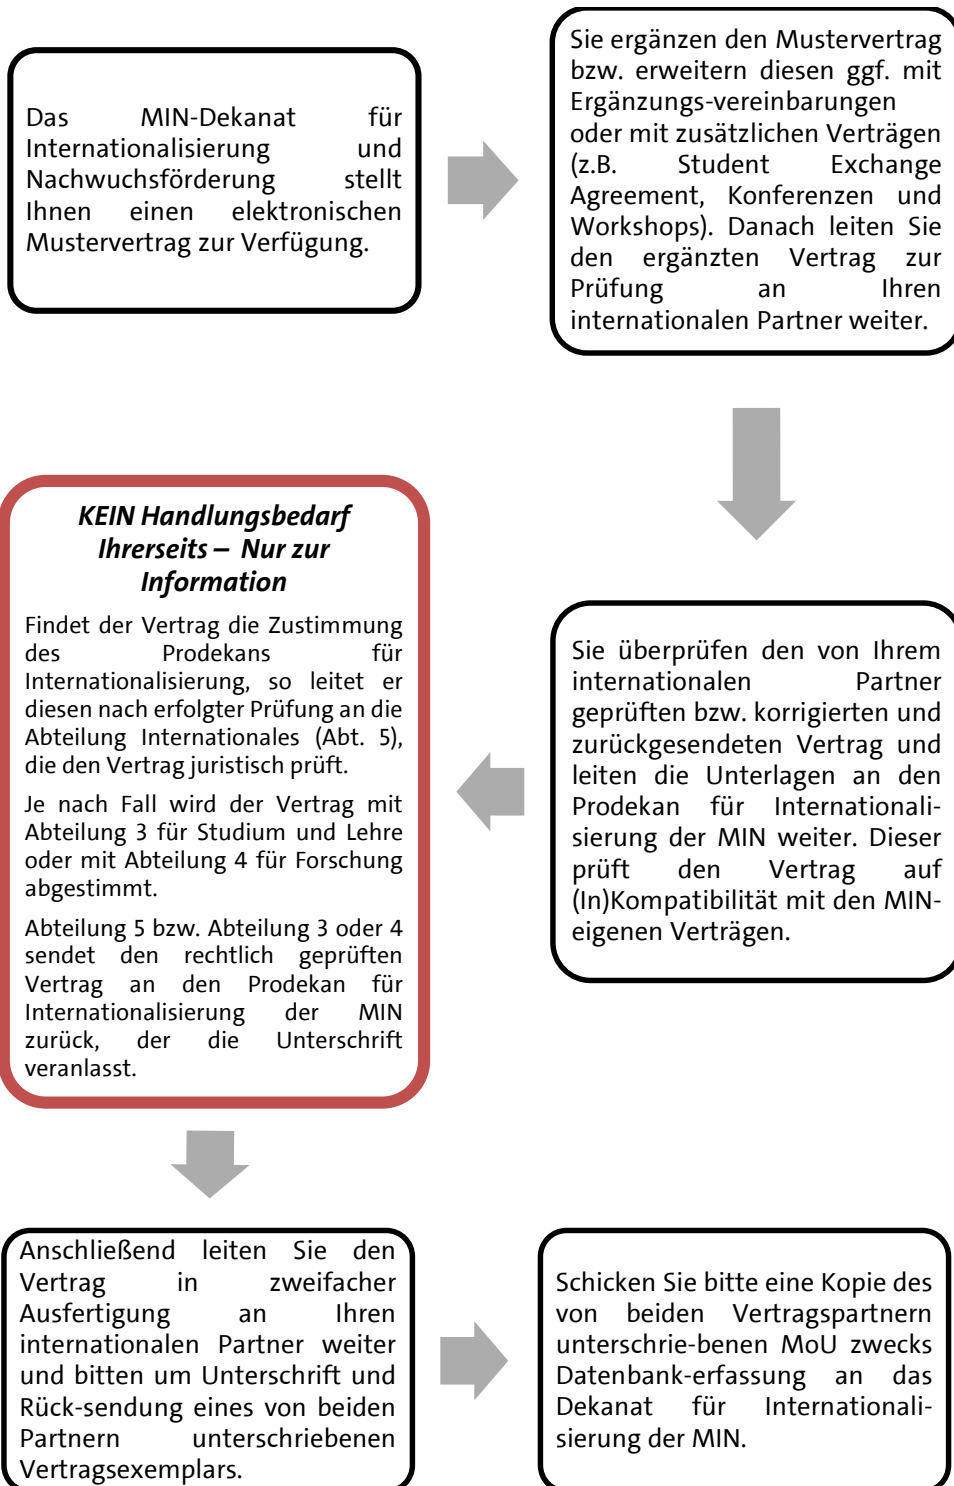 Das MIN-Dekanat für
Internationalisierung und
Nachwuchsförderung stellt
Ihnen einen elektronischen
Mustervertrag zur Verfügung.
Sie ergänzen den Mustervertrag
bzw. erweitern diesen ggf. mit
Ergänzungs-vereinbarungen
oder mit zusätzlichen Verträgen
(z.B. Student Exchange
Agreement, Konferenzen und
Workshops). Danach leiten Sie
den ergänzten Vertrag zur
Prüfung an Ihren
internationalen Partner weiter.
Sie überprüfen den von Ihrem
internationalen Partner
geprüften bzw. korrigierten und
zurückgesendeten Vertrag und
leiten die Unterlagen an den
Prodekan für Internationali-
sierung der MIN weiter. Dieser
prüft den Vertrag auf
(In)Kompatibilität mit den MIN-
eigenen Verträgen.
KEIN Handlungsbedarf
Ihrerseits – Nur zur
Information
Findet der Vertrag die Zustimmung
des Prodekans für
Internationalisierung, so leitet er
diesen nach erfolgter Prüfung an die
Abteilung Internationales (Abt. 5),
die den Vertrag juristisch prüft.
Je nach Fall wird der Vertrag mit
Abteilung 3 für Studium und Lehre
oder mit Abteilung 4 für Forschung
abgestimmt.
Abteilung 5 bzw. Abteilung 3 oder 4
sendet den rechtlich geprüften
Vertrag an den Prodekan für
Internationalisierung der MIN
zurück, der die Unterschrift
veranlasst.
Anschließend leiten Sie den
Vertrag in zweifacher
Ausfertigung an Ihren
internationalen Partner weiter
und bitten um Unterschrift und
Rück-sendung eines von beiden
Partnern unterschriebenen
Vertragsexemplars.
Schicken Sie bitte eine Kopie des
von beiden Vertragspartnern
unterschrie-benen MoU zwecks
Datenbank-erfassung an das
Dekanat für Internationali-
sierung der MIN.